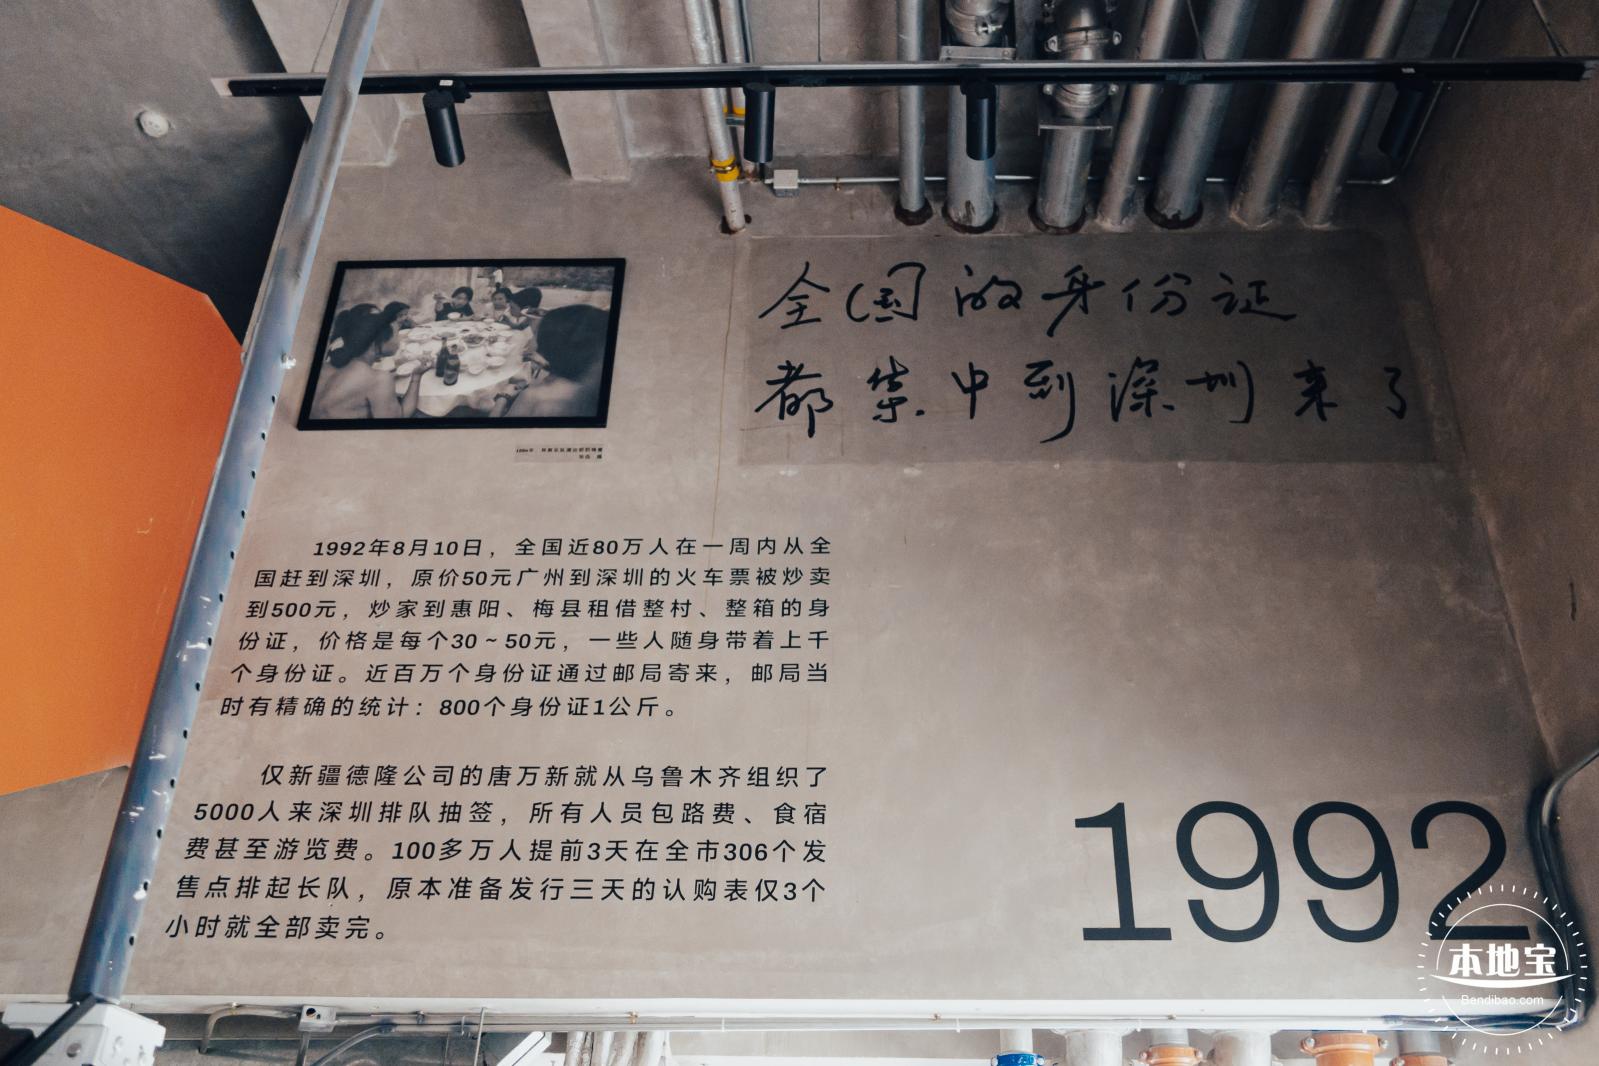 全国的身份证
都集中到深圳来了
1992年8月10日，全国近80万人在一周内从全
国赶到深圳，原价50元广州到深圳的火车票被炒卖
到500元，炒家到惠阳、梅县租借整村、整箱的身
份证，价格是每个30~50元，一些人随身带着上千
个身份证。近百万个身份证通过邮局寄来，邮局当
时有精确的统计：800个身份证1公斤。
仅新疆德隆公司的唐万新就从乌鲁木齐组织了
5000人来深圳排队抽签，所有人员包路费、食宿
费甚至游览费。100多万人提前3天在全市306个发
售点排起长队，原本准备发行三天的认购表仅3个
小时就全部卖完。
1992
本地宝
Bendibao.com